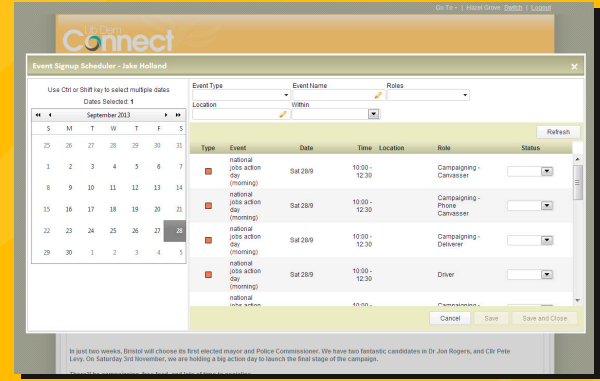 Go To | Hazel Grove Switch | Logout
Lib Dem
Connect
Event Signup Scheduler - Jake Holland
Use Ctrl or Shift key to select multiple dates
Dates Selected: 1
September 2013
S M T W T F S
25 26 27 28 29 30 31
1 2 3 4 5 6 7
8 9 10 11 12 13 14
15 16 17 18 19 20 21
22 23 24 25 26 27 28
29 30 1 2 3 4 5
Event Type Event Name Roles
Location Within
Refresh
Type Event Date Time Location Role Status
national jobs action day (morning) Sat 28/9 10:00 - 12:30 Campaigning - Canvasser
national jobs action day (morning) Sat 28/9 10:00 - 12:30 Campaigning - Phone Canvasser
national jobs action day (morning) Sat 28/9 10:00 - 12:30 Campaigning - Deliverer
national jobs action day (morning) Sat 28/9 10:00 - 12:30 Driver
national jobs action 10:00 - Campaigning -
Cancel Save Save and Close
In just two weeks, Bristol will choose its first elected mayor and Police Commissioner. We have two fantastic candidates in Dr Jon Rogers, and Cllr Pete
Levy. On Saturday 3rd November, we are holding a big action day to launch the final stage of the campaign.